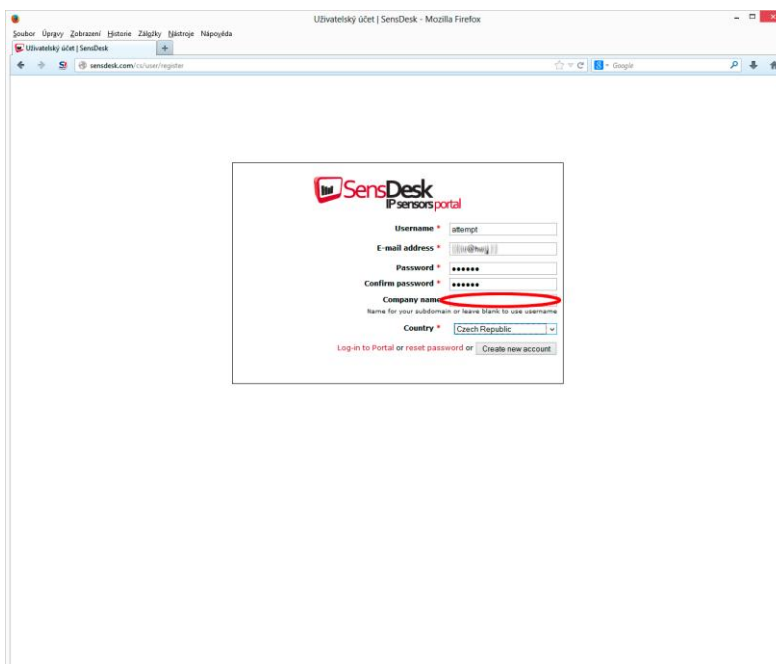 Uživatelský účet | SensDesk - Mozilla Firefox
Soubor Úpravy Zobrazení Historie Záložky Nástroje Nápověda
Uživatelský účet | SensDesk
sensdesk.com/cs/user/register
Google
SensDesk
IP sensors portal
Username * attempt
E-mail address *
Password * ●●●●●●
Confirm password * ●●●●●●
Company name
Name for your subdomain or leave blank to use username
Country * Czech Republic
Log-in to Portal or reset password or Create new account